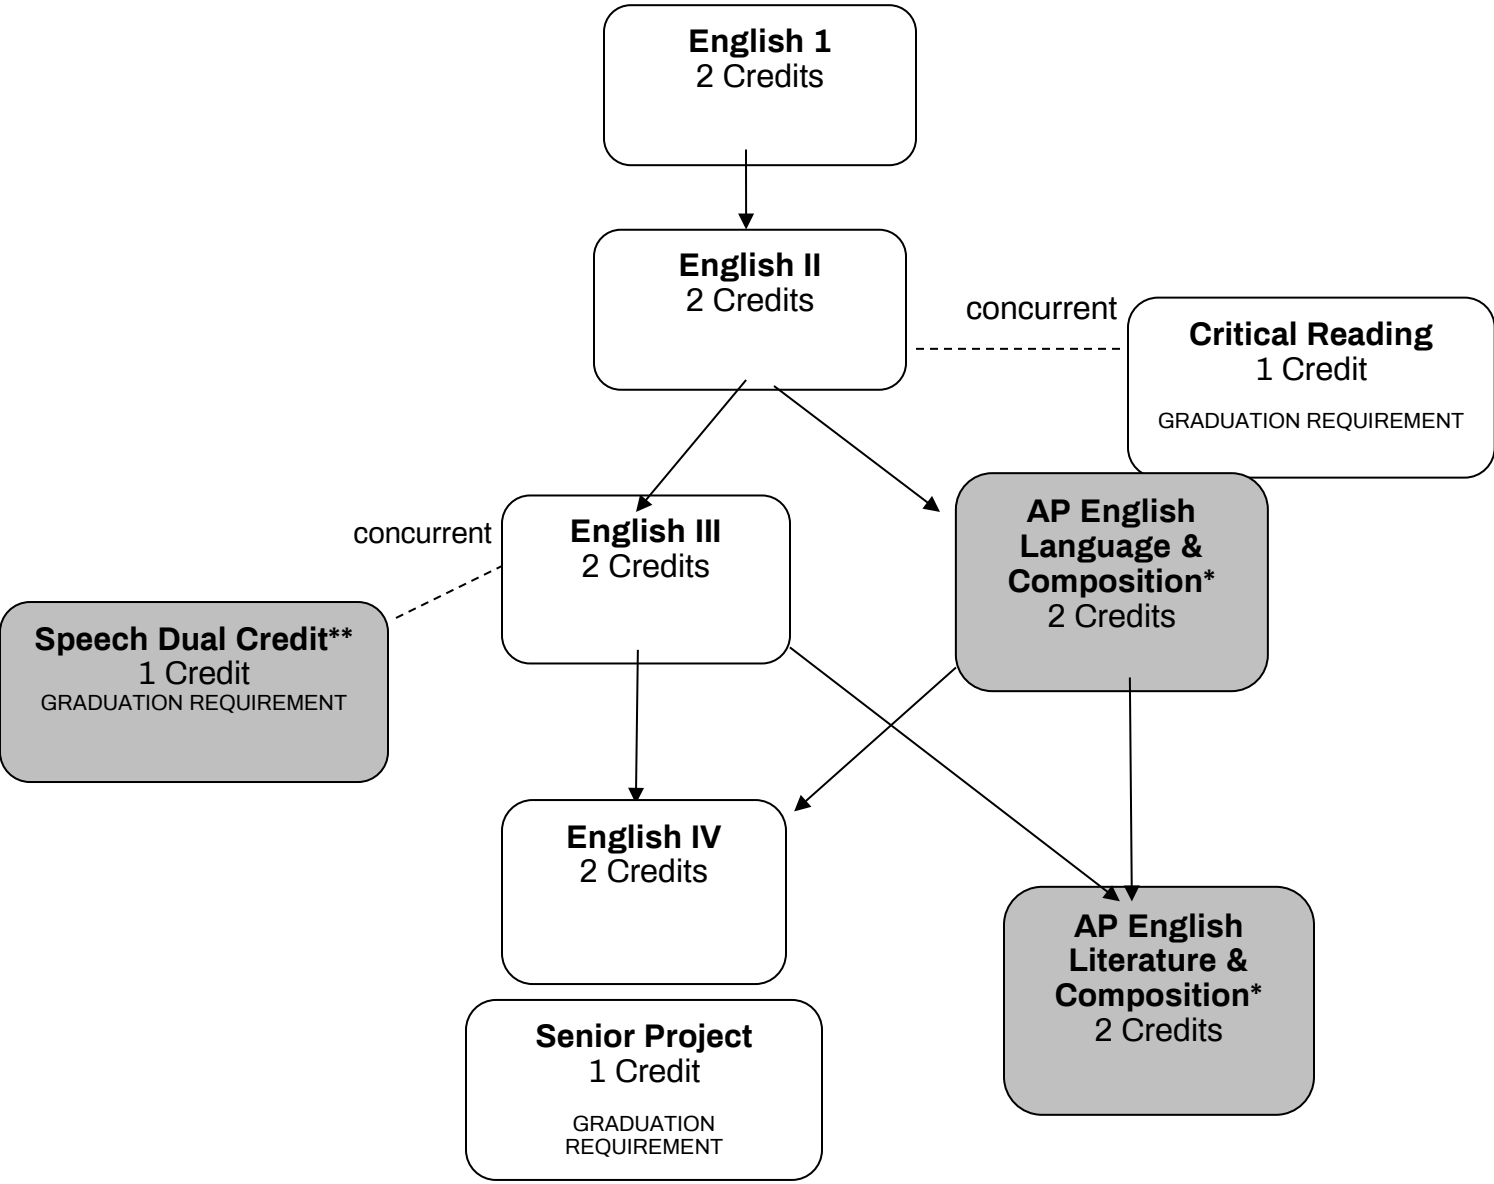 English 1
2 Credits
English II
2 Credits
concurrent
Critical Reading
1 Credit
GRADUATION REQUIREMENT
concurrent
English III
2 Credits
AP English
Language &
Composition*
2 Credits
Speech Dual Credit**
1 Credit
GRADUATION REQUIREMENT
English IV
2 Credits
AP English
Literature &
Composition*
2 Credits
Senior Project
1 Credit
GRADUATION
REQUIREMENT